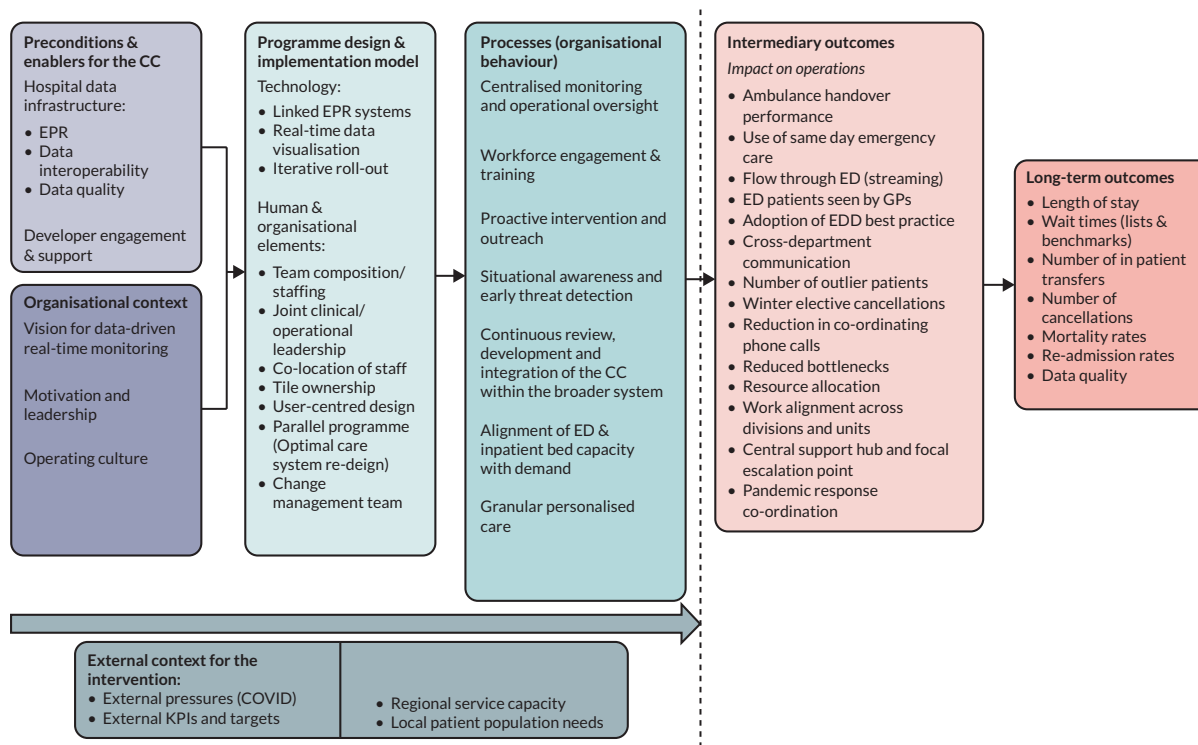 Preconditions &
enablers for the CC
Hospital data
infrastructure:
• EPR
• Data
interoperability
• Data quality
Developer engagement
& support
Organisational context
Vision for data-driven
real-time monitoring
Motivation and
leadership
Operating culture
Programme design &
implementation model
Technology:
• Linked EPR systems
• Real-time data
visualisation
• Iterative roll-out
Human &
organisational
elements:
• Team composition/
staffing
• Joint clinical/
operational
leadership
• Co-location of staff
• Tile ownership
• User-centred design
• Parallel programme
(Optimal care
system re-deign)
• Change
management team
Processes (organisational
behaviour)
Centralised monitoring
and operational oversight
Workforce engagement &
training
Proactive intervention and
outreach
Situational awareness and
early threat detection
Continuous review,
development and
integration of the CC
within the broader system
Alignment of ED &
inpatient bed capacity
with demand
Granular personalised
care
Intermediary outcomes
Impact on operations
• Ambulance handover
performance
• Use of same day emergency
care
• Flow through ED (streaming)
• ED patients seen by GPs
• Adoption of EDD best practice
• Cross-department
communication
• Number of outlier patients
• Winter elective cancellations
• Reduction in co-ordinating
phone calls
• Reduced bottlenecks
• Resource allocation
• Work alignment across
divisions and units
• Central support hub and focal
escalation point
• Pandemic response
co-ordination
Long-term outcomes
• Length of stay
• Wait times (lists &
benchmarks)
• Number of in patient
transfers
• Number of
cancellations
• Mortality rates
• Re-admission rates
• Data quality
External context for the
intervention:
• External pressures (COVID)
• External KPIs and targets
• Regional service capacity
• Local patient population needs